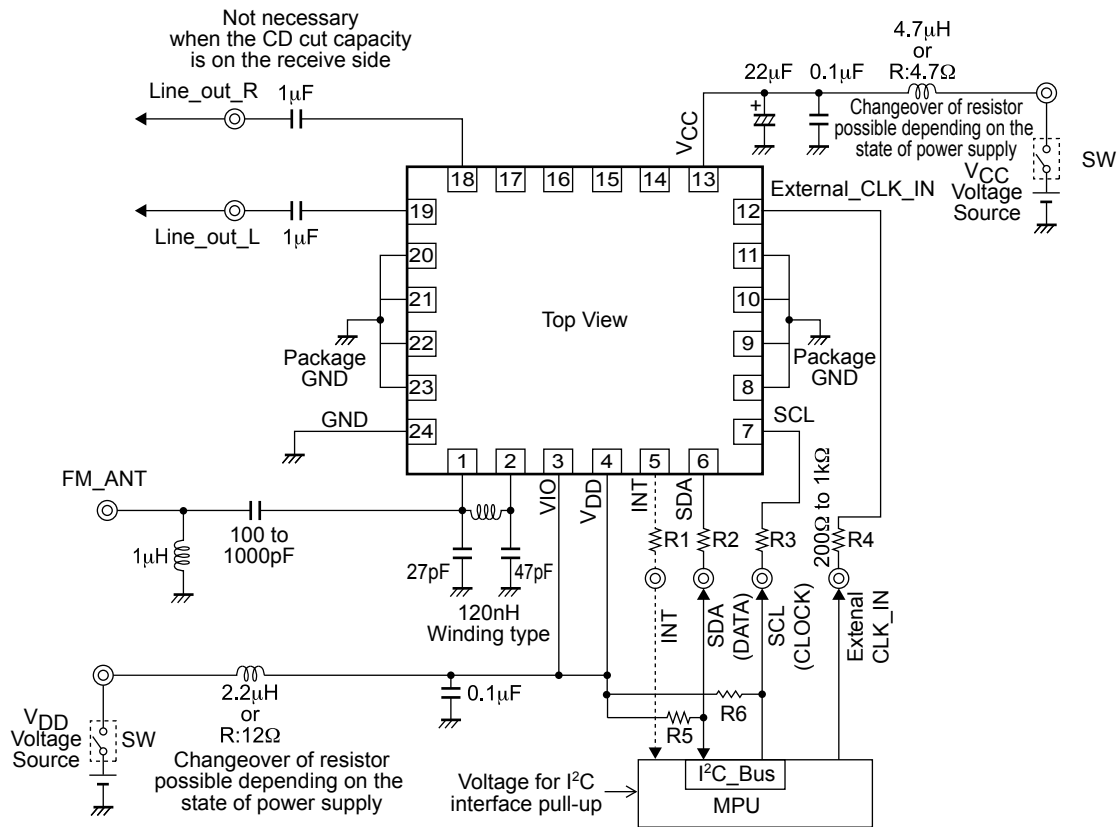 Not necessary
when the CD cut capacity
is on the receive side
Line_out_R
1μF
4.7μH
or
R:4.7Ω
22μF
0.1μF
+
Changeover of resistor
possible depending on the
state of power supply
SW
VCC
Voltage
Source
VCC
18
17
16
15
14
13
External_CLK_IN
19
12
Line_out_L
1μF
20
11
21
10
Top View
22
9
Package
GND
Package
GND
23
8
GND
SCL
24
7
1
2
3
4
5
6
FM_ANT
VIO
VDD
INT
SDA
200Ω to 1kΩ
100 to
1000pF
1μH
R1
R2
R3
R4
27pF
47pF
120nH
Winding type
INT
SDA
(DATA)
SCL
(CLOCK)
Extenal
CLK_IN
2.2μH
or
R:12Ω
0.1μF
R6
R5
VDD
Voltage
Source
SW
Changeover of resistor
possible depending on the
state of power supply
Voltage for I²C
interface pull-up
I²C_Bus
MPU